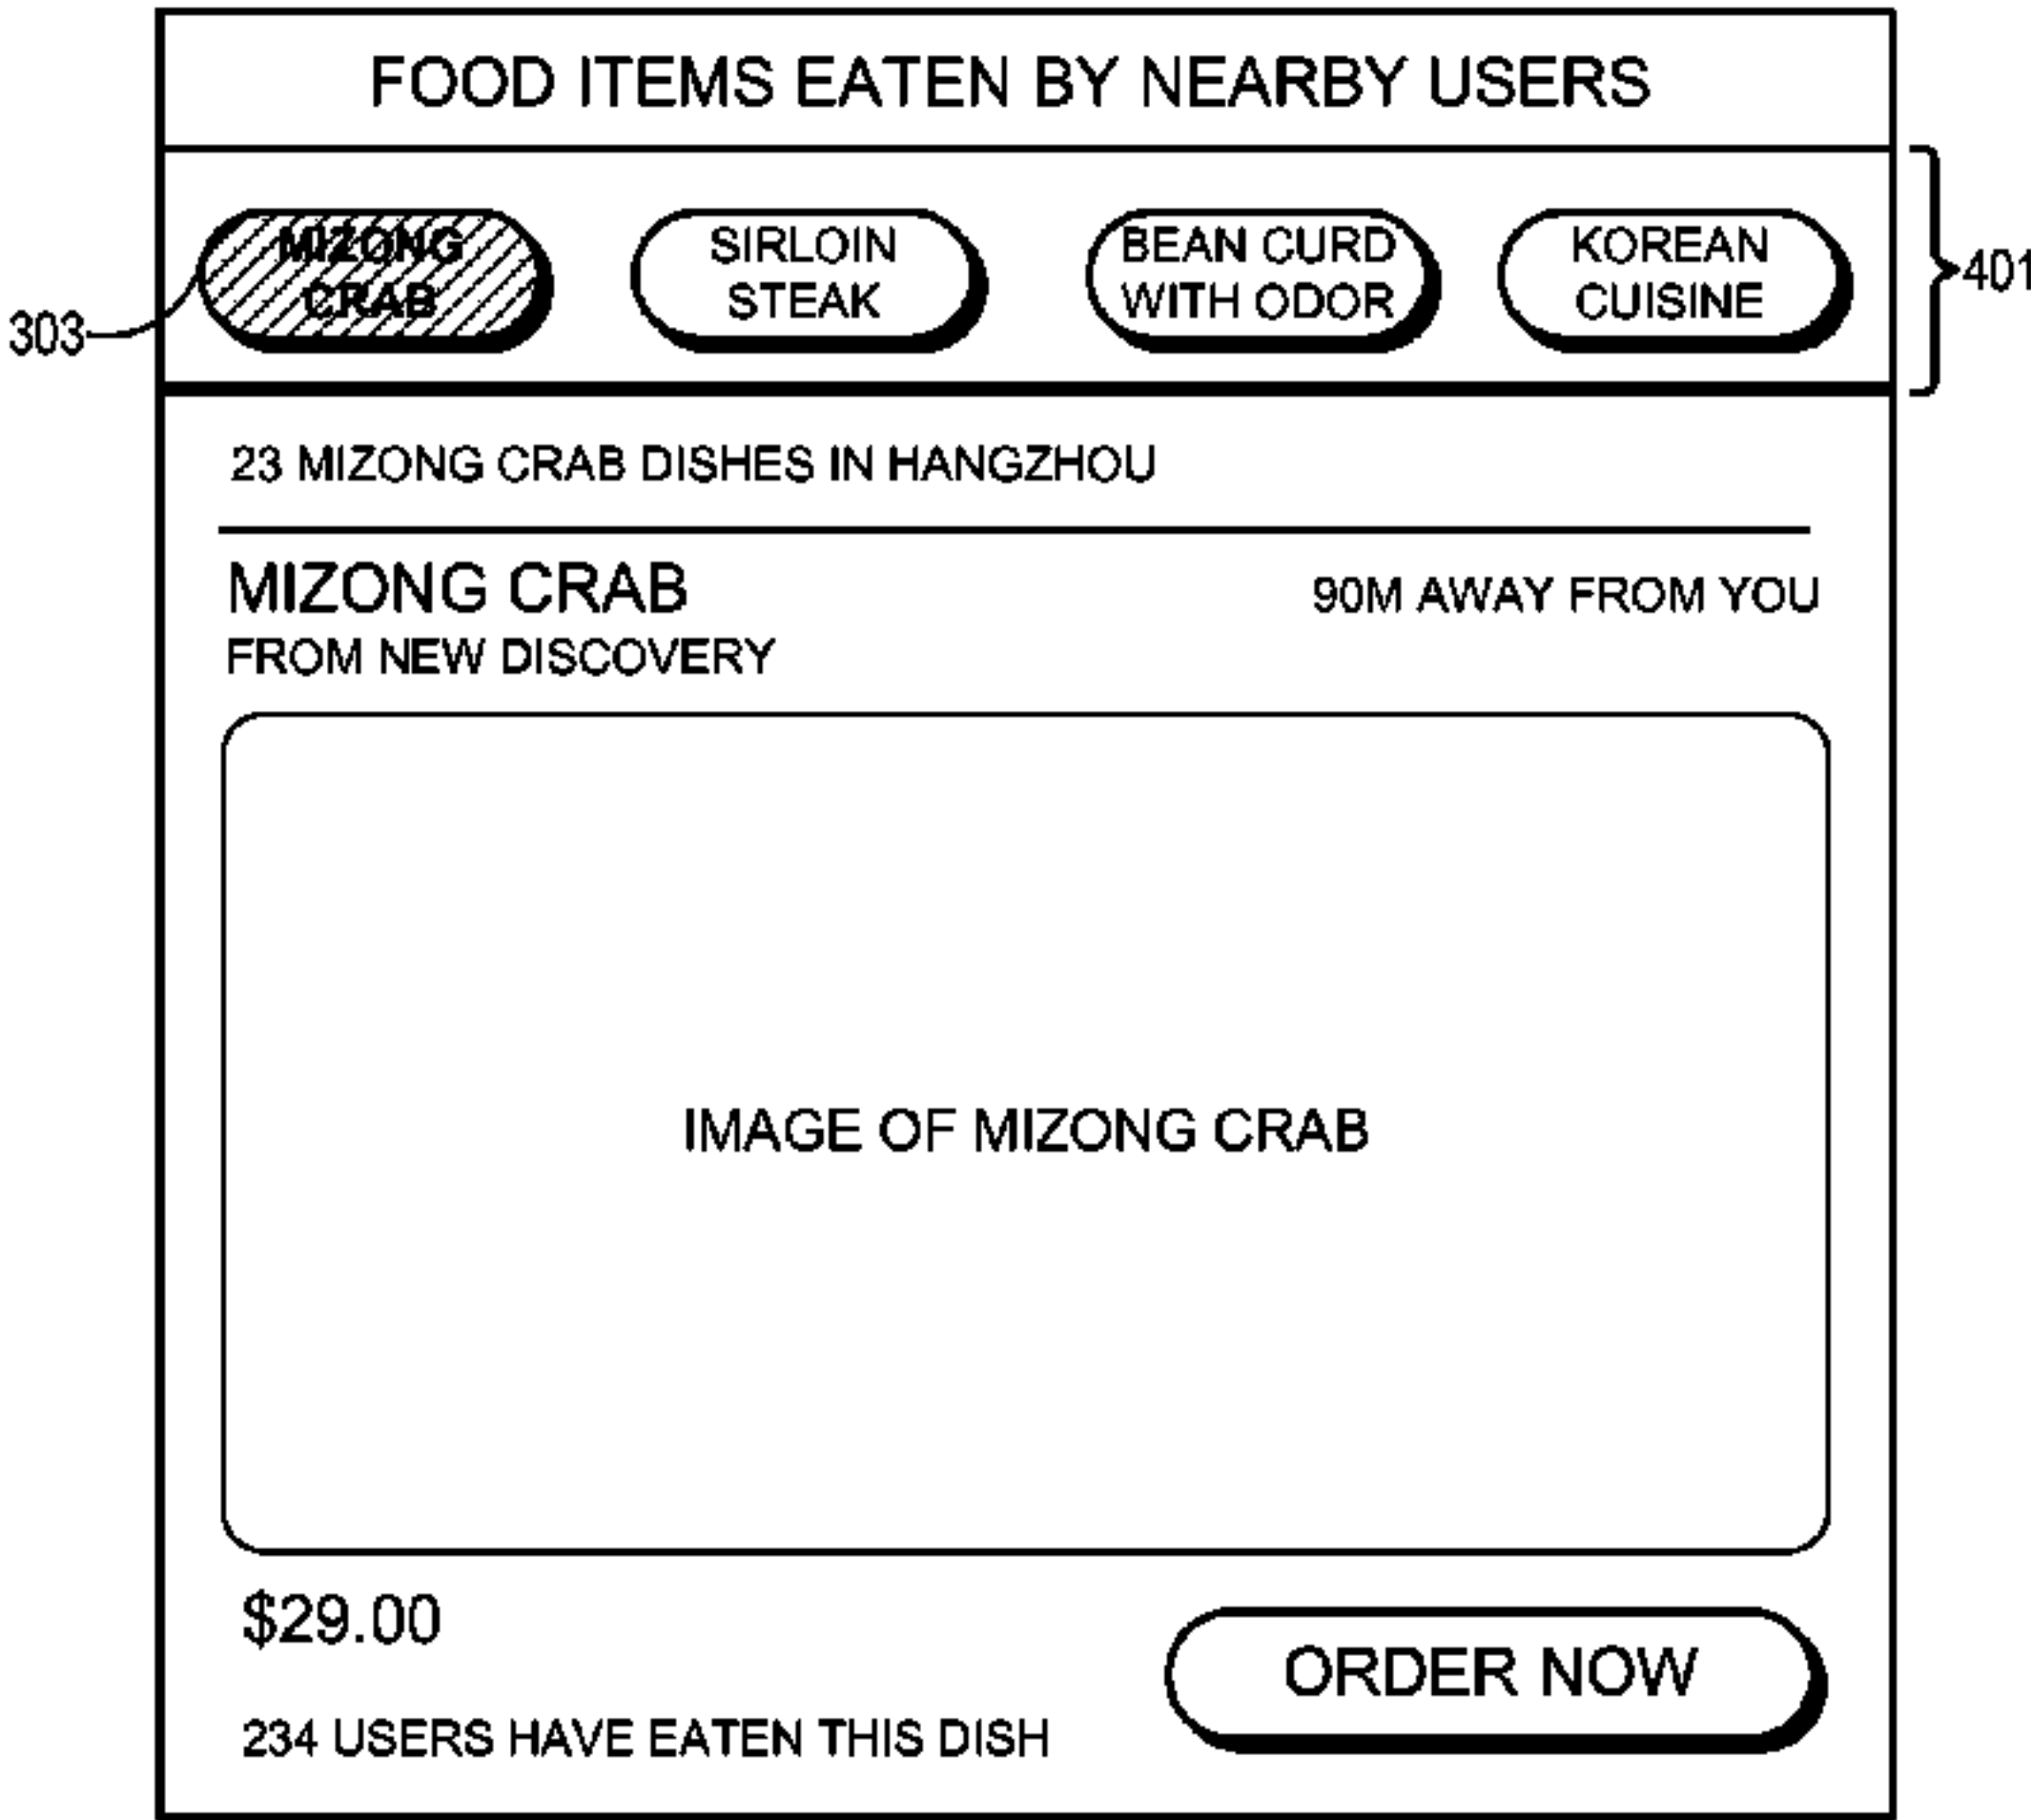 FOOD ITEMS EATEN BY NEARBY USERS
MIZONG
CRAB
SIRLOIN
STEAK
BEAN CURD
WITH ODOR
KOREAN
CUISINE
401
303
23 MIZONG CRAB DISHES IN HANGZHOU
MIZONG CRAB
90M AWAY FROM YOU
FROM NEW DISCOVERY
IMAGE OF MIZONG CRAB
$29.00
ORDER NOW
234 USERS HAVE EATEN THIS DISH